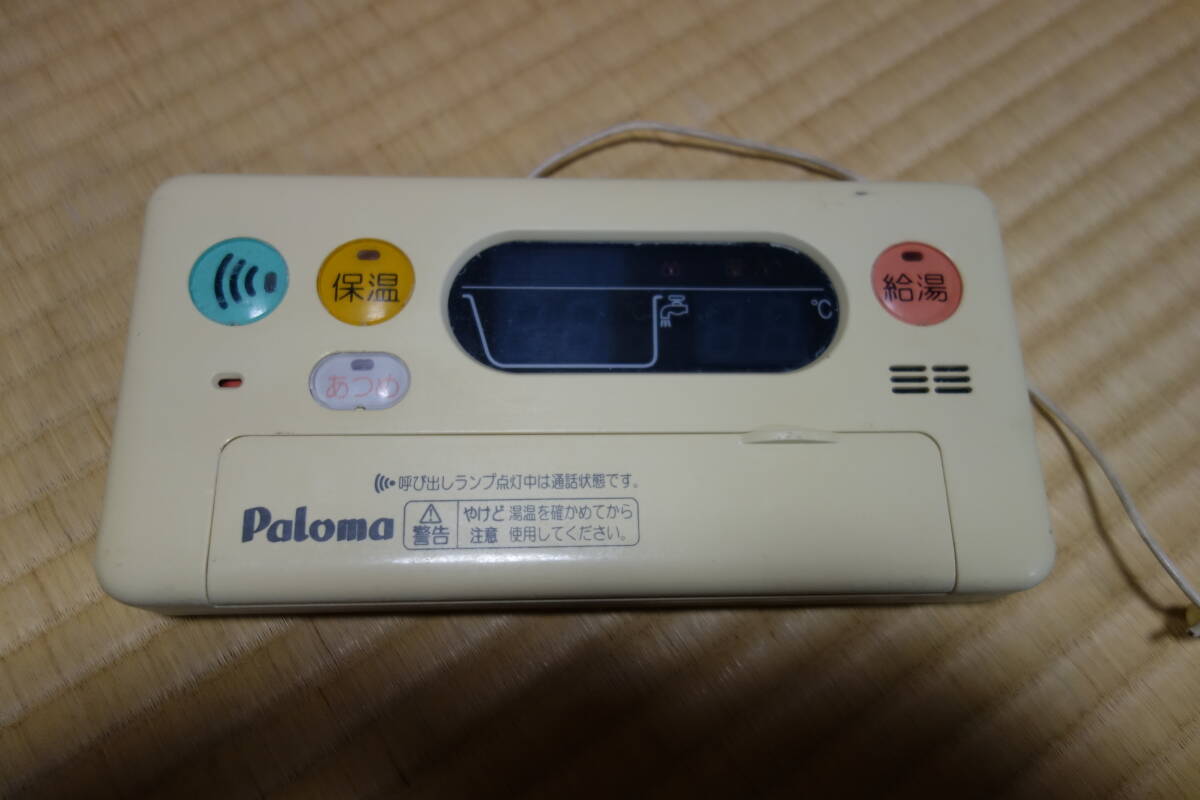 保温
給湯
℃
あつめ
呼び出しランプ点灯中は通話状態です。
Paloma
警告
やけど 湯温を確かめてから
注意 使用してください。